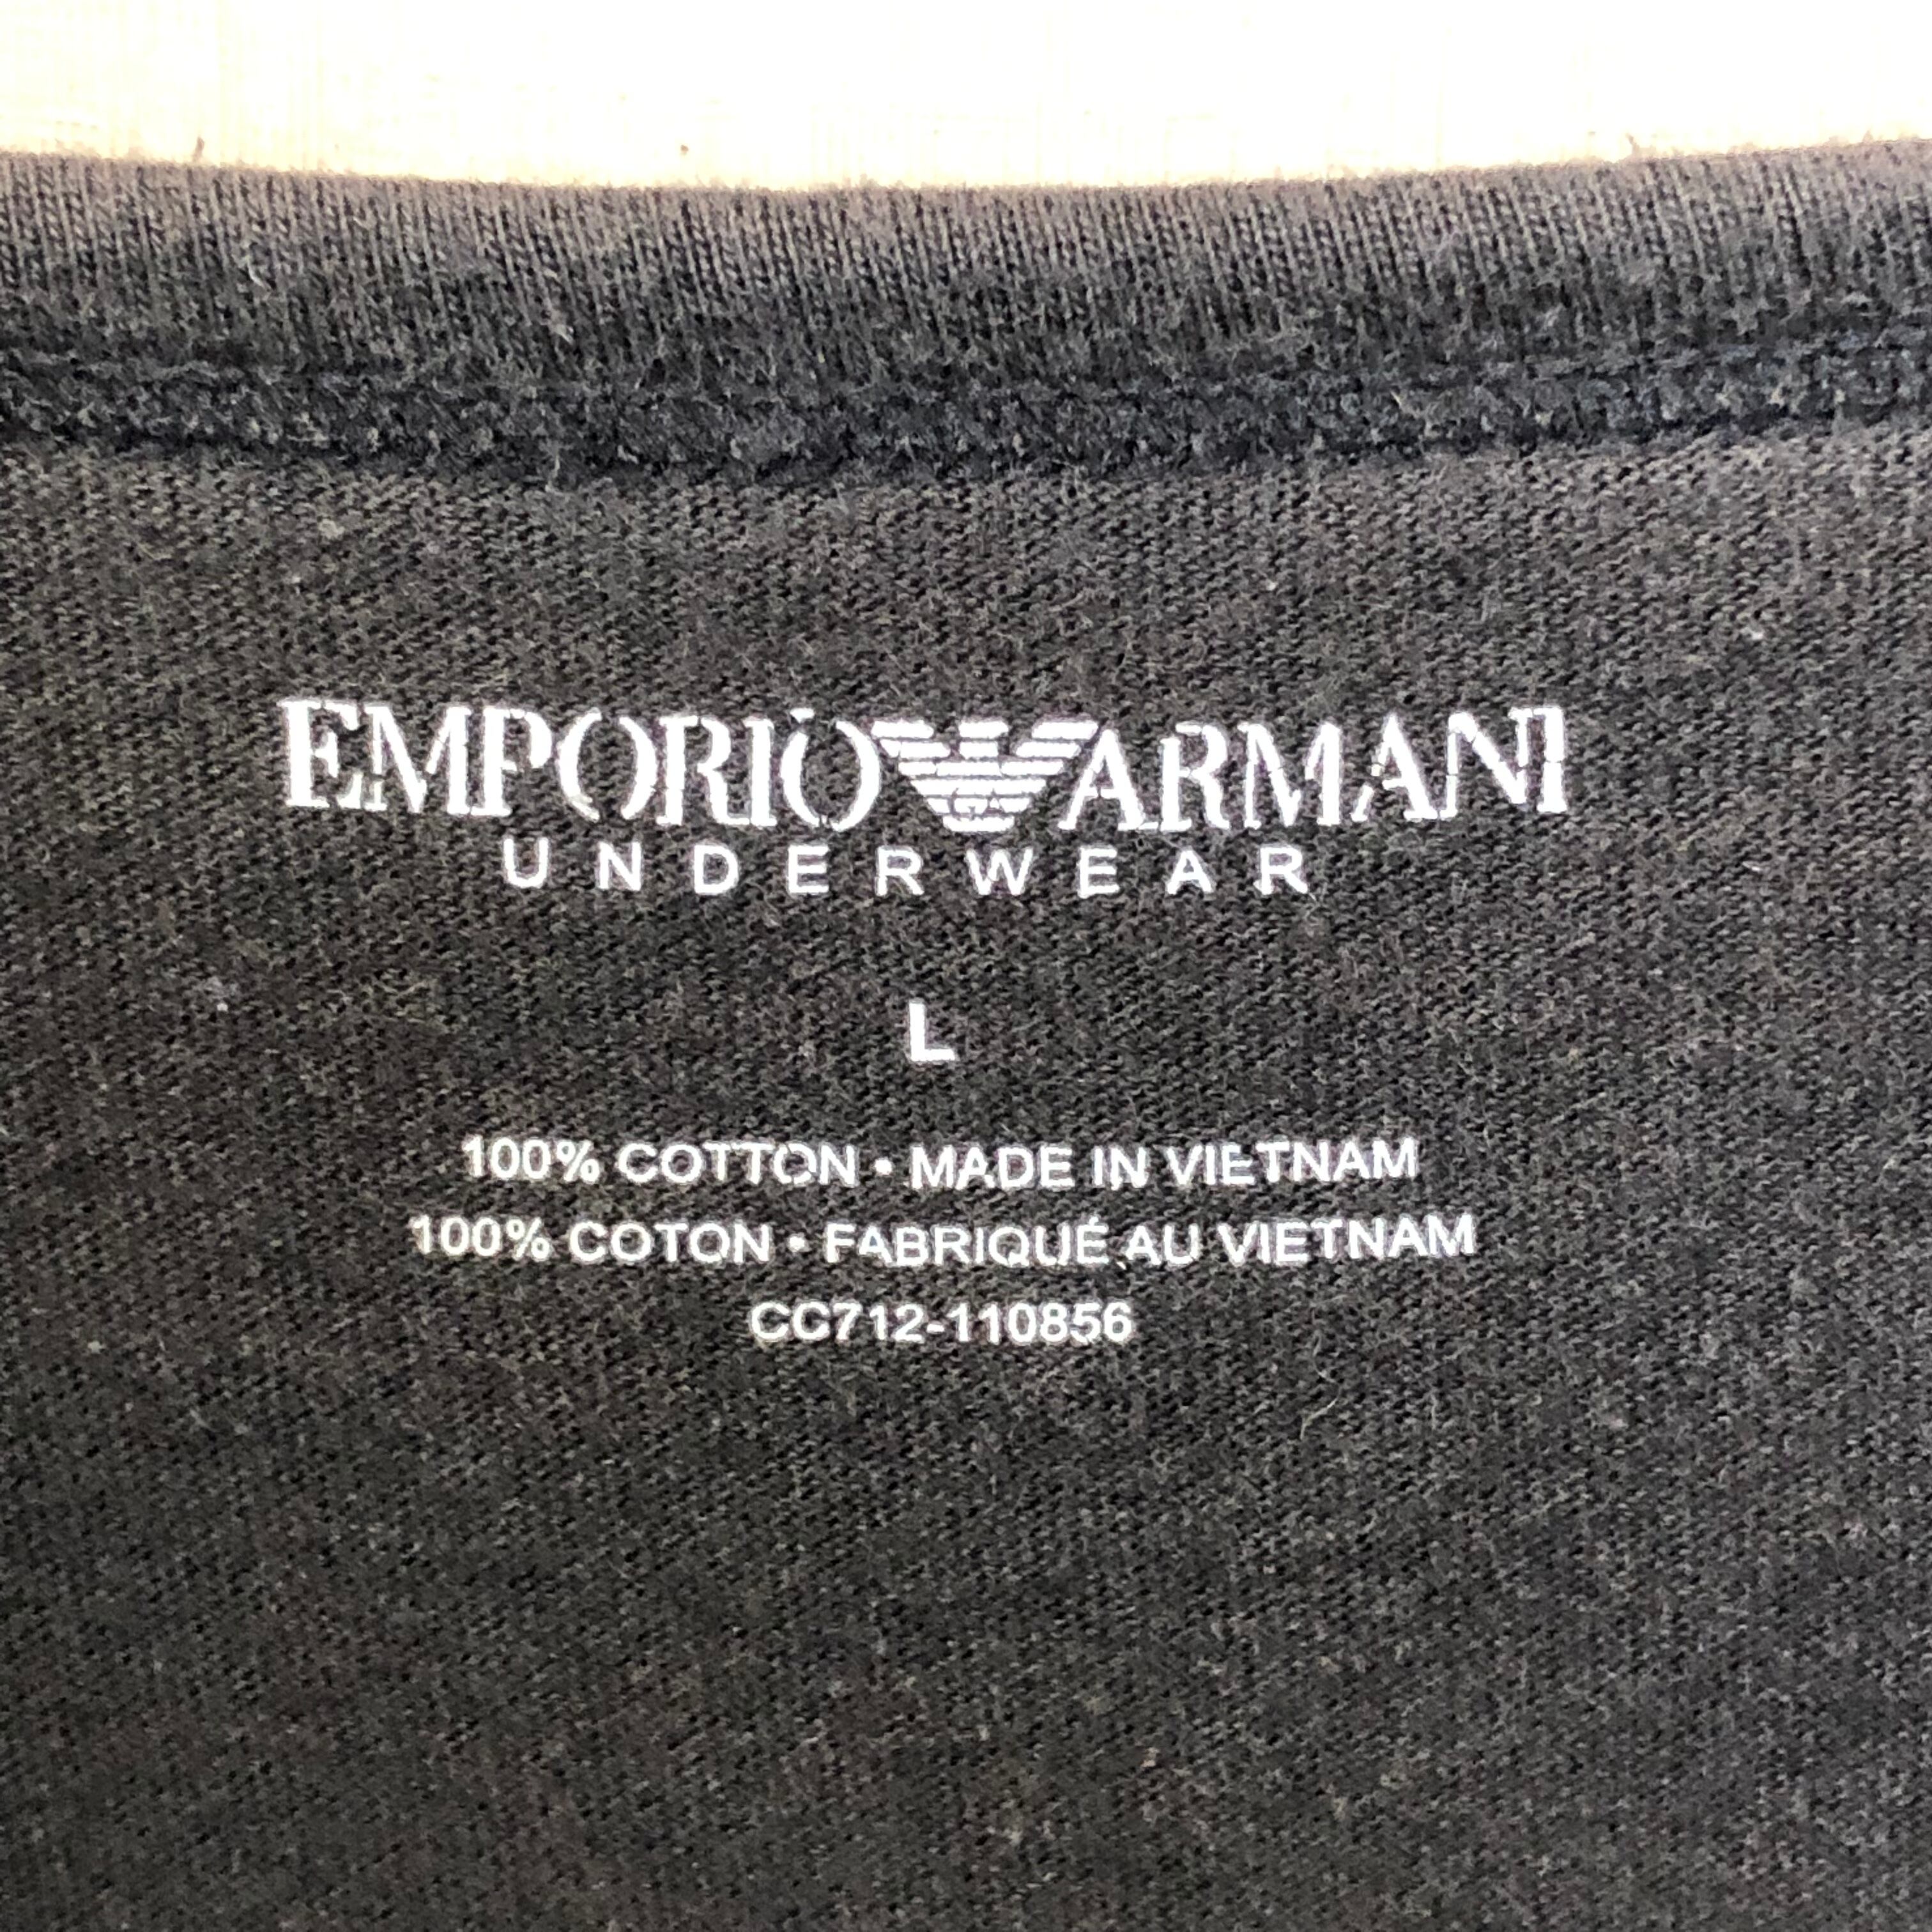 EMPORIO ARMANI
UNDERWEAR
L
100% COTTON • MADE IN VIETNAM
100% COTON • FABRIQUÉ AU VIETNAM
CC712-110856